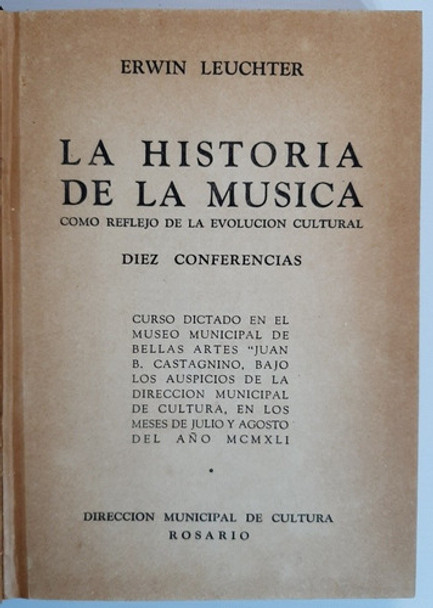 ERWIN LEUCHTER
LA HISTORIA
DE LA MUSICA
COMO REFLEJO DE LA EVOLUCION CULTURAL
DIEZ CONFERENCIAS
CURSO DICTADO EN EL
MUSEO MUNICIPAL DE
BELLAS ARTES "JUAN
B. CASTAGNINO, BAJO
LOS AUSPICIOS DE LA
DIRECCION MUNICIPAL
DE CULTURA, EN LOS
MESES DE JULIO Y AGOSTO
DEL AÑO MCMXLI
*
DIRECCION MUNICIPAL DE CULTURA
ROSARIO